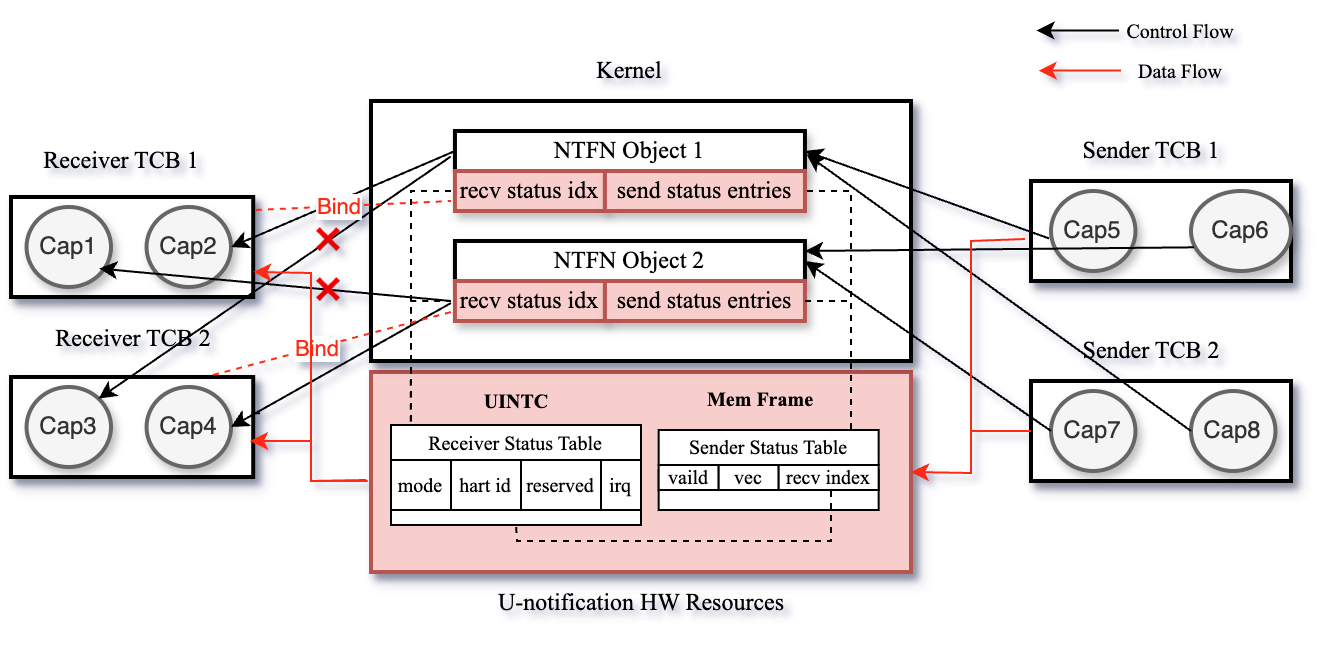 Control Flow
Data Flow
Kernel
Receiver TCB 1
Cap1
Cap2
Receiver TCB 2
Cap3
Cap4
Bind
Bind
NTFN Object 1
recv status idx
send status entries
NTFN Object 2
recv status idx
send status entries
Sender TCB 1
Cap5
Cap6
Sender TCB 2
Cap7
Cap8
UINTC
Receiver Status Table
mode
hart id
reserved
irq
Mem Frame
Sender Status Table
vaild
vec
recv index
U-notification HW Resources